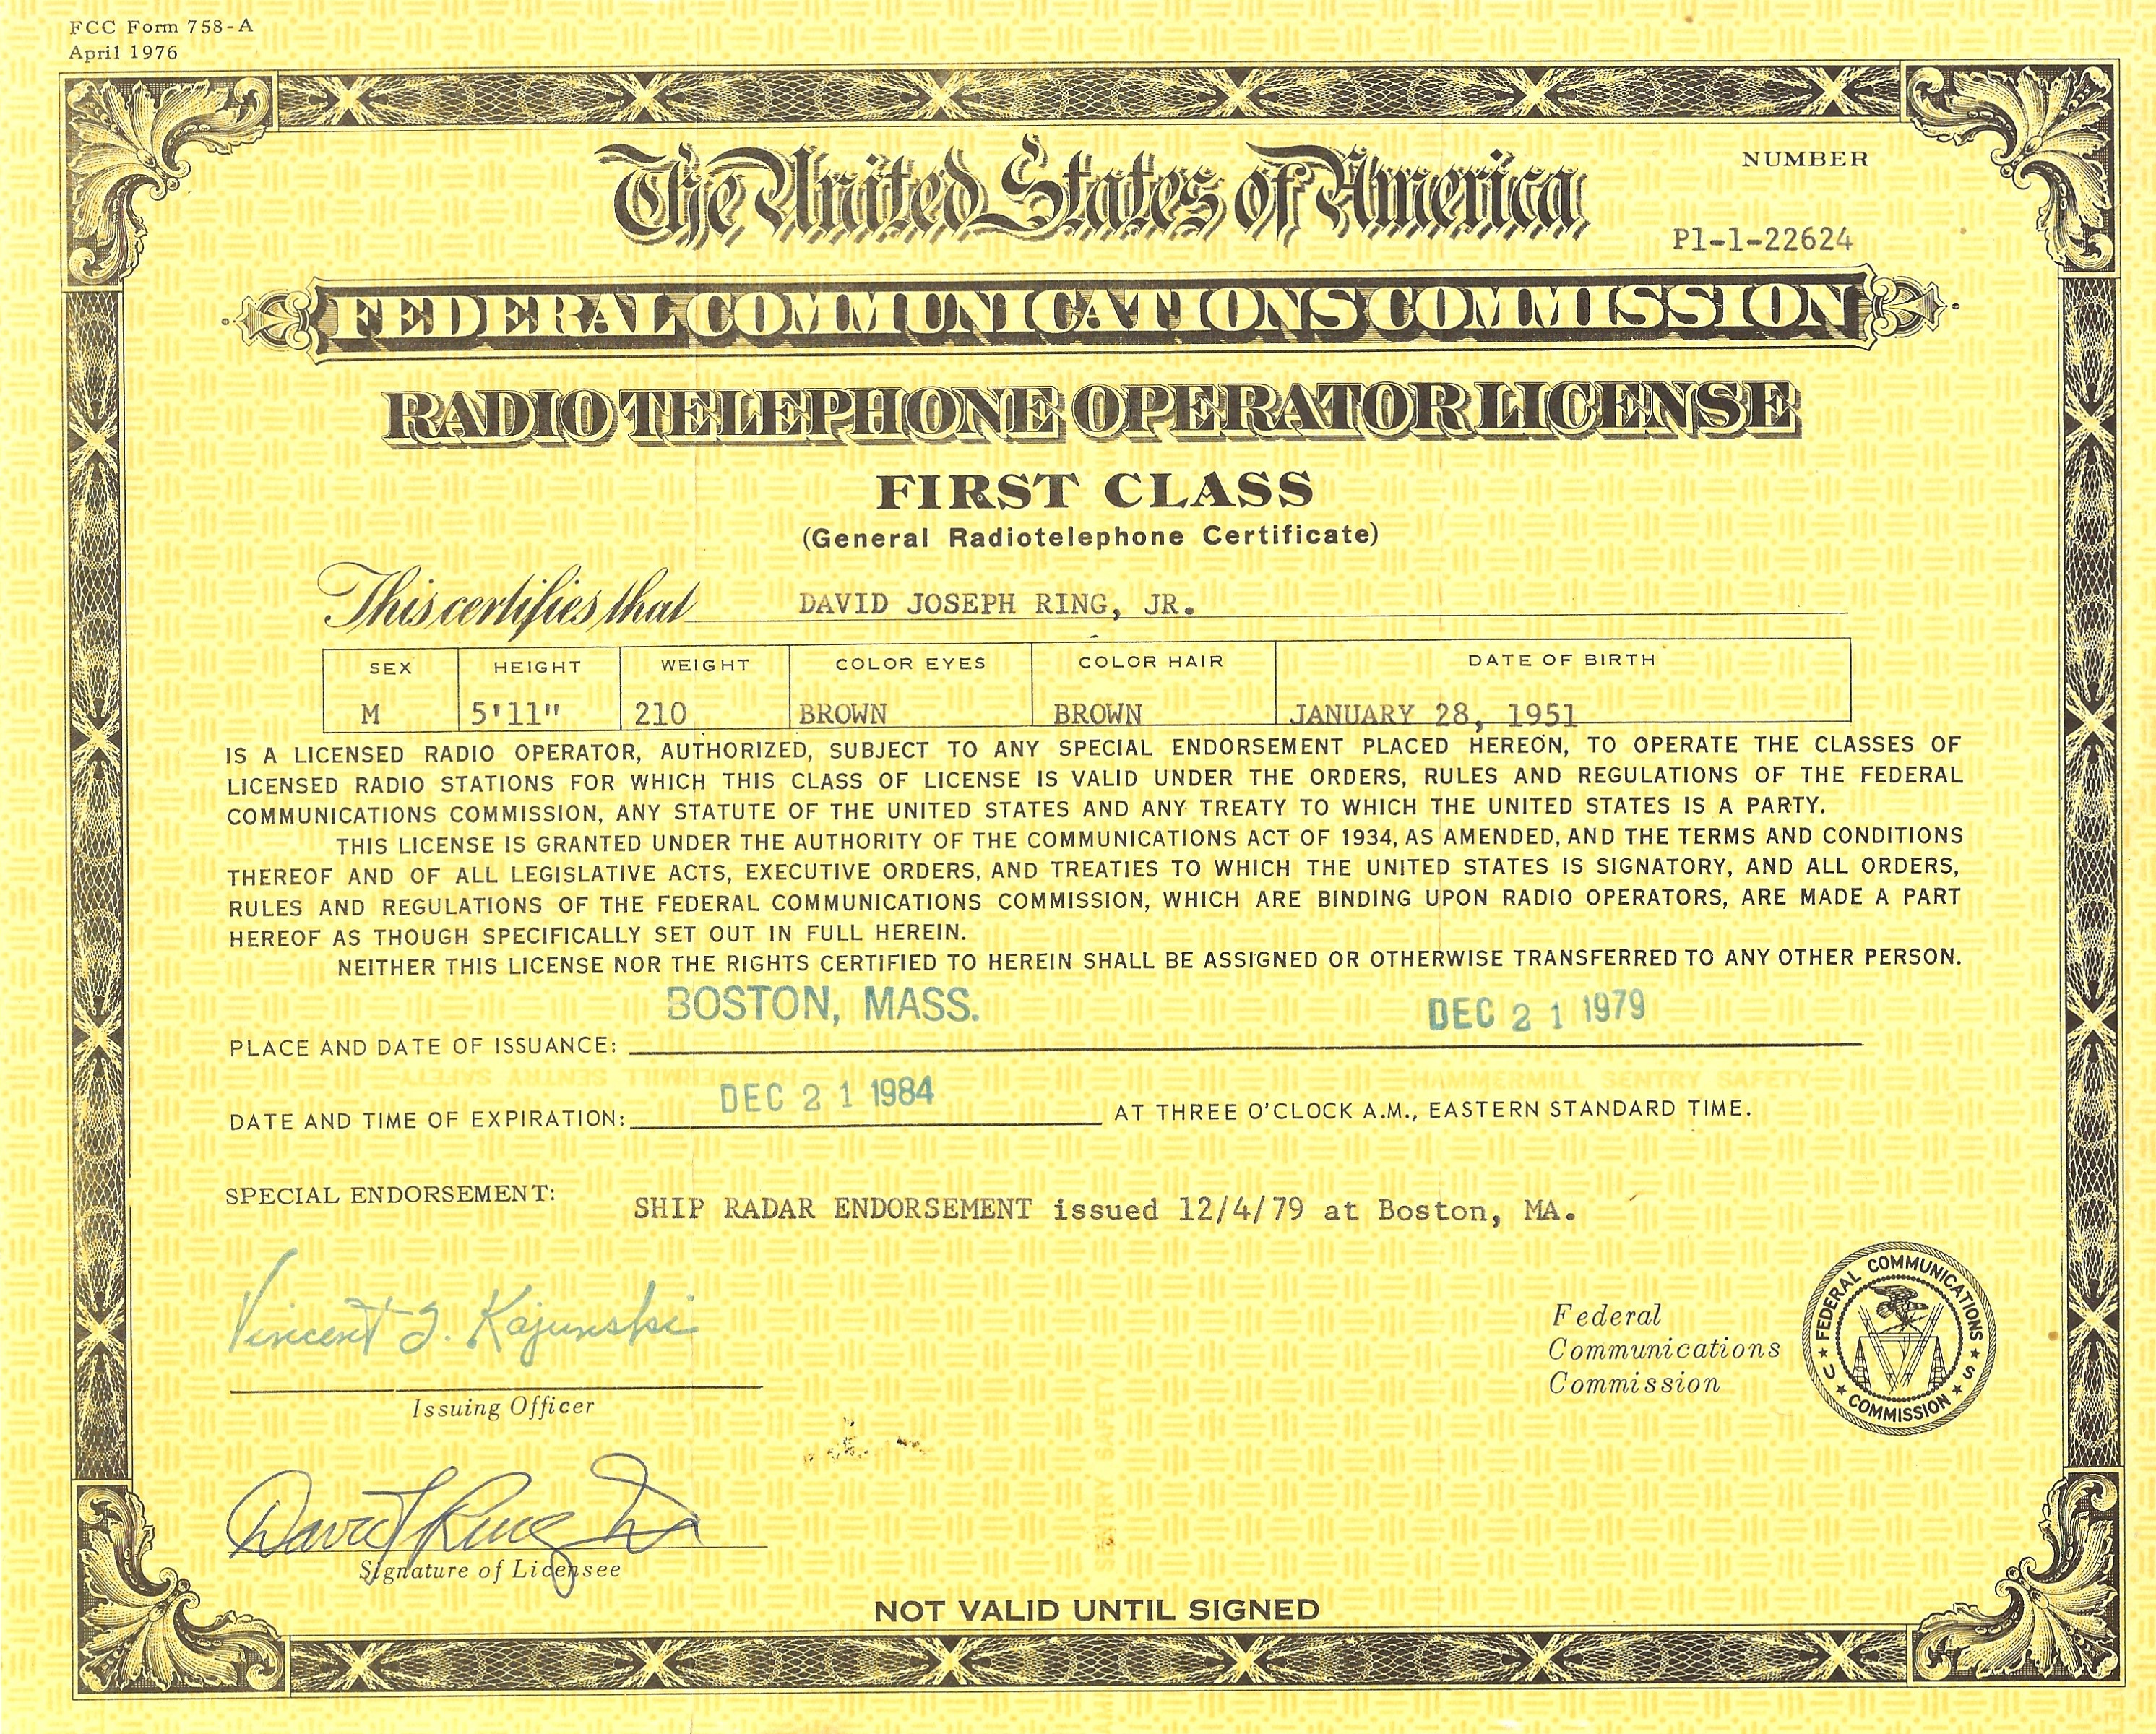 FCC Form 758-A
April 1976
The United States of America
NUMBER
P1-1-22624
FEDERAL COMMUNICATIONS COMMISSION
RADIO TELEPHONE OPERATOR LICENSE
FIRST CLASS
(General Radiotelephone Certificate)
This certifies that DAVID JOSEPH RING, JR.
SEX HEIGHT WEIGHT COLOR EYES COLOR HAIR DATE OF BIRTH
M 5'11" 210 BROWN BROWN JANUARY 28, 1951
IS A LICENSED RADIO OPERATOR, AUTHORIZED, SUBJECT TO ANY SPECIAL ENDORSEMENT PLACED HEREON, TO OPERATE THE CLASSES OF
LICENSED RADIO STATIONS FOR WHICH THIS CLASS OF LICENSE IS VALID UNDER THE ORDERS, RULES AND REGULATIONS OF THE FEDERAL
COMMUNICATIONS COMMISSION, ANY STATUTE OF THE UNITED STATES AND ANY TREATY TO WHICH THE UNITED STATES IS A PARTY.
THIS LICENSE IS GRANTED UNDER THE AUTHORITY OF THE COMMUNICATIONS ACT OF 1934, AS AMENDED, AND THE TERMS AND CONDITIONS
THEREOF AND OF ALL LEGISLATIVE ACTS, EXECUTIVE ORDERS, AND TREATIES TO WHICH THE UNITED STATES IS SIGNATORY, AND ALL ORDERS,
RULES AND REGULATIONS OF THE FEDERAL COMMUNICATIONS COMMISSION, WHICH ARE BINDING UPON RADIO OPERATORS, ARE MADE A PART
HEREOF AS THOUGH SPECIFICALLY SET OUT IN FULL HEREIN.
NEITHER THIS LICENSE NOR THE RIGHTS CERTIFIED TO HEREIN SHALL BE ASSIGNED OR OTHERWISE TRANSFERRED TO ANY OTHER PERSON.
BOSTON, MASS. DEC 21 1979
PLACE AND DATE OF ISSUANCE:
DEC 21 1984
DATE AND TIME OF EXPIRATION: AT THREE O'CLOCK A.M., EASTERN STANDARD TIME.
SPECIAL ENDORSEMENT: SHIP RADAR ENDORSEMENT issued 12/4/79 at Boston, MA.
Vincent J. Kajunski
Issuing Officer
Federal
Communications
Commission
FEDERAL COMMUNICATIONS
U S
COMMISSION
David J Ring Jr
Signature of Licensee
NOT VALID UNTIL SIGNED